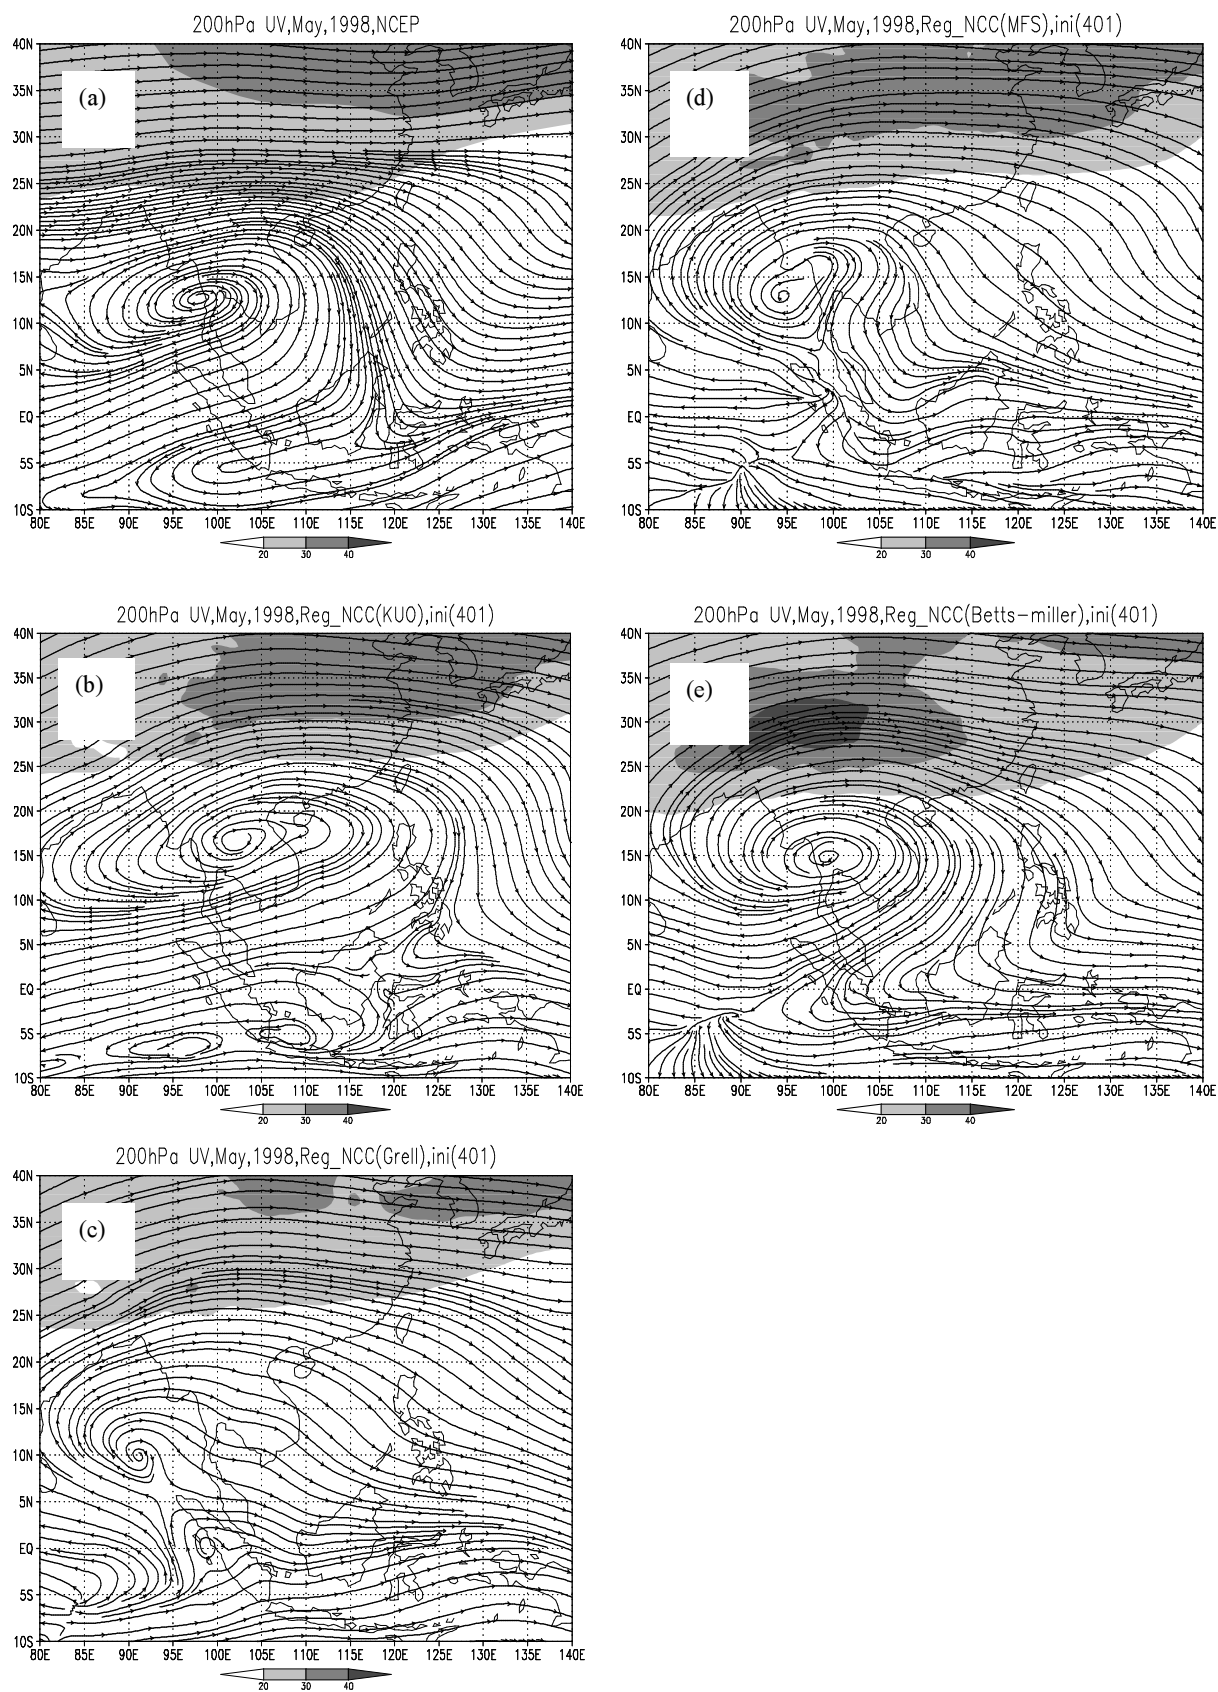 200hPa UV,May,1998,NCEP
(a)
40N
35N
30N
25N
20N
15N
10N
5N
EQ
5S
10S
80E 85E 90E 95E 100E 105E 110E 115E 120E 125E 130E 135E 140E
20 30 40
200hPa UV,May,1998,Reg_NCC(MFS),ini(401)
(d)
40N
35N
30N
25N
20N
15N
10N
5N
EQ
5S
10S
80E 85E 90E 95E 100E 105E 110E 115E 120E 125E 130E 135E 140E
20 30 40
200hPa UV,May,1998,Reg_NCC(KUO),ini(401)
(b)
40N
35N
30N
25N
20N
15N
10N
5N
EQ
5S
10S
80E 85E 90E 95E 100E 105E 110E 115E 120E 125E 130E 135E 140E
20 30 40
200hPa UV,May,1998,Reg_NCC(Betts-miller),ini(401)
(e)
40N
35N
30N
25N
20N
15N
10N
5N
EQ
5S
10S
80E 85E 90E 95E 100E 105E 110E 115E 120E 125E 130E 135E 140E
20 30 40
200hPa UV,May,1998,Reg_NCC(Grell),ini(401)
(c)
40N
35N
30N
25N
20N
15N
10N
5N
EQ
5S
10S
80E 85E 90E 95E 100E 105E 110E 115E 120E 125E 130E 135E 140E
20 30 40